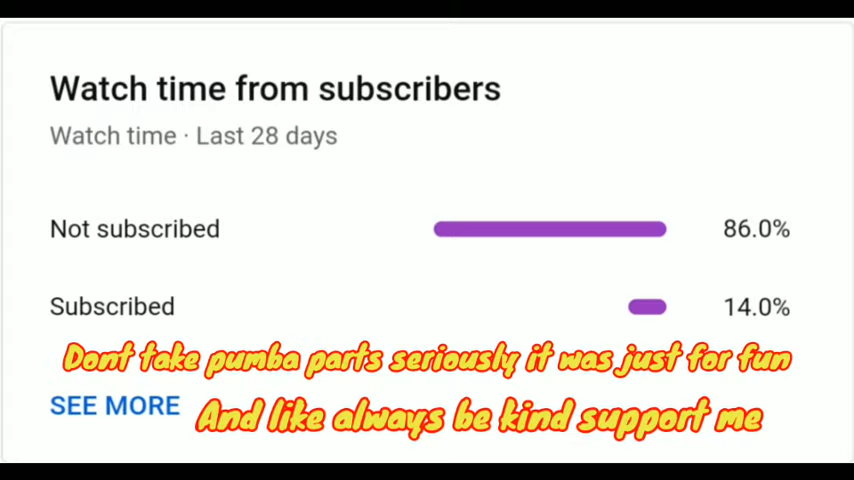 Watch time from subscribers
Watch time · Last 28 days
Not subscribed 86.0%
Subscribed 14.0%
Dont take pumba parts seriously it was just for fun
SEE MORE
And like always be kind support me